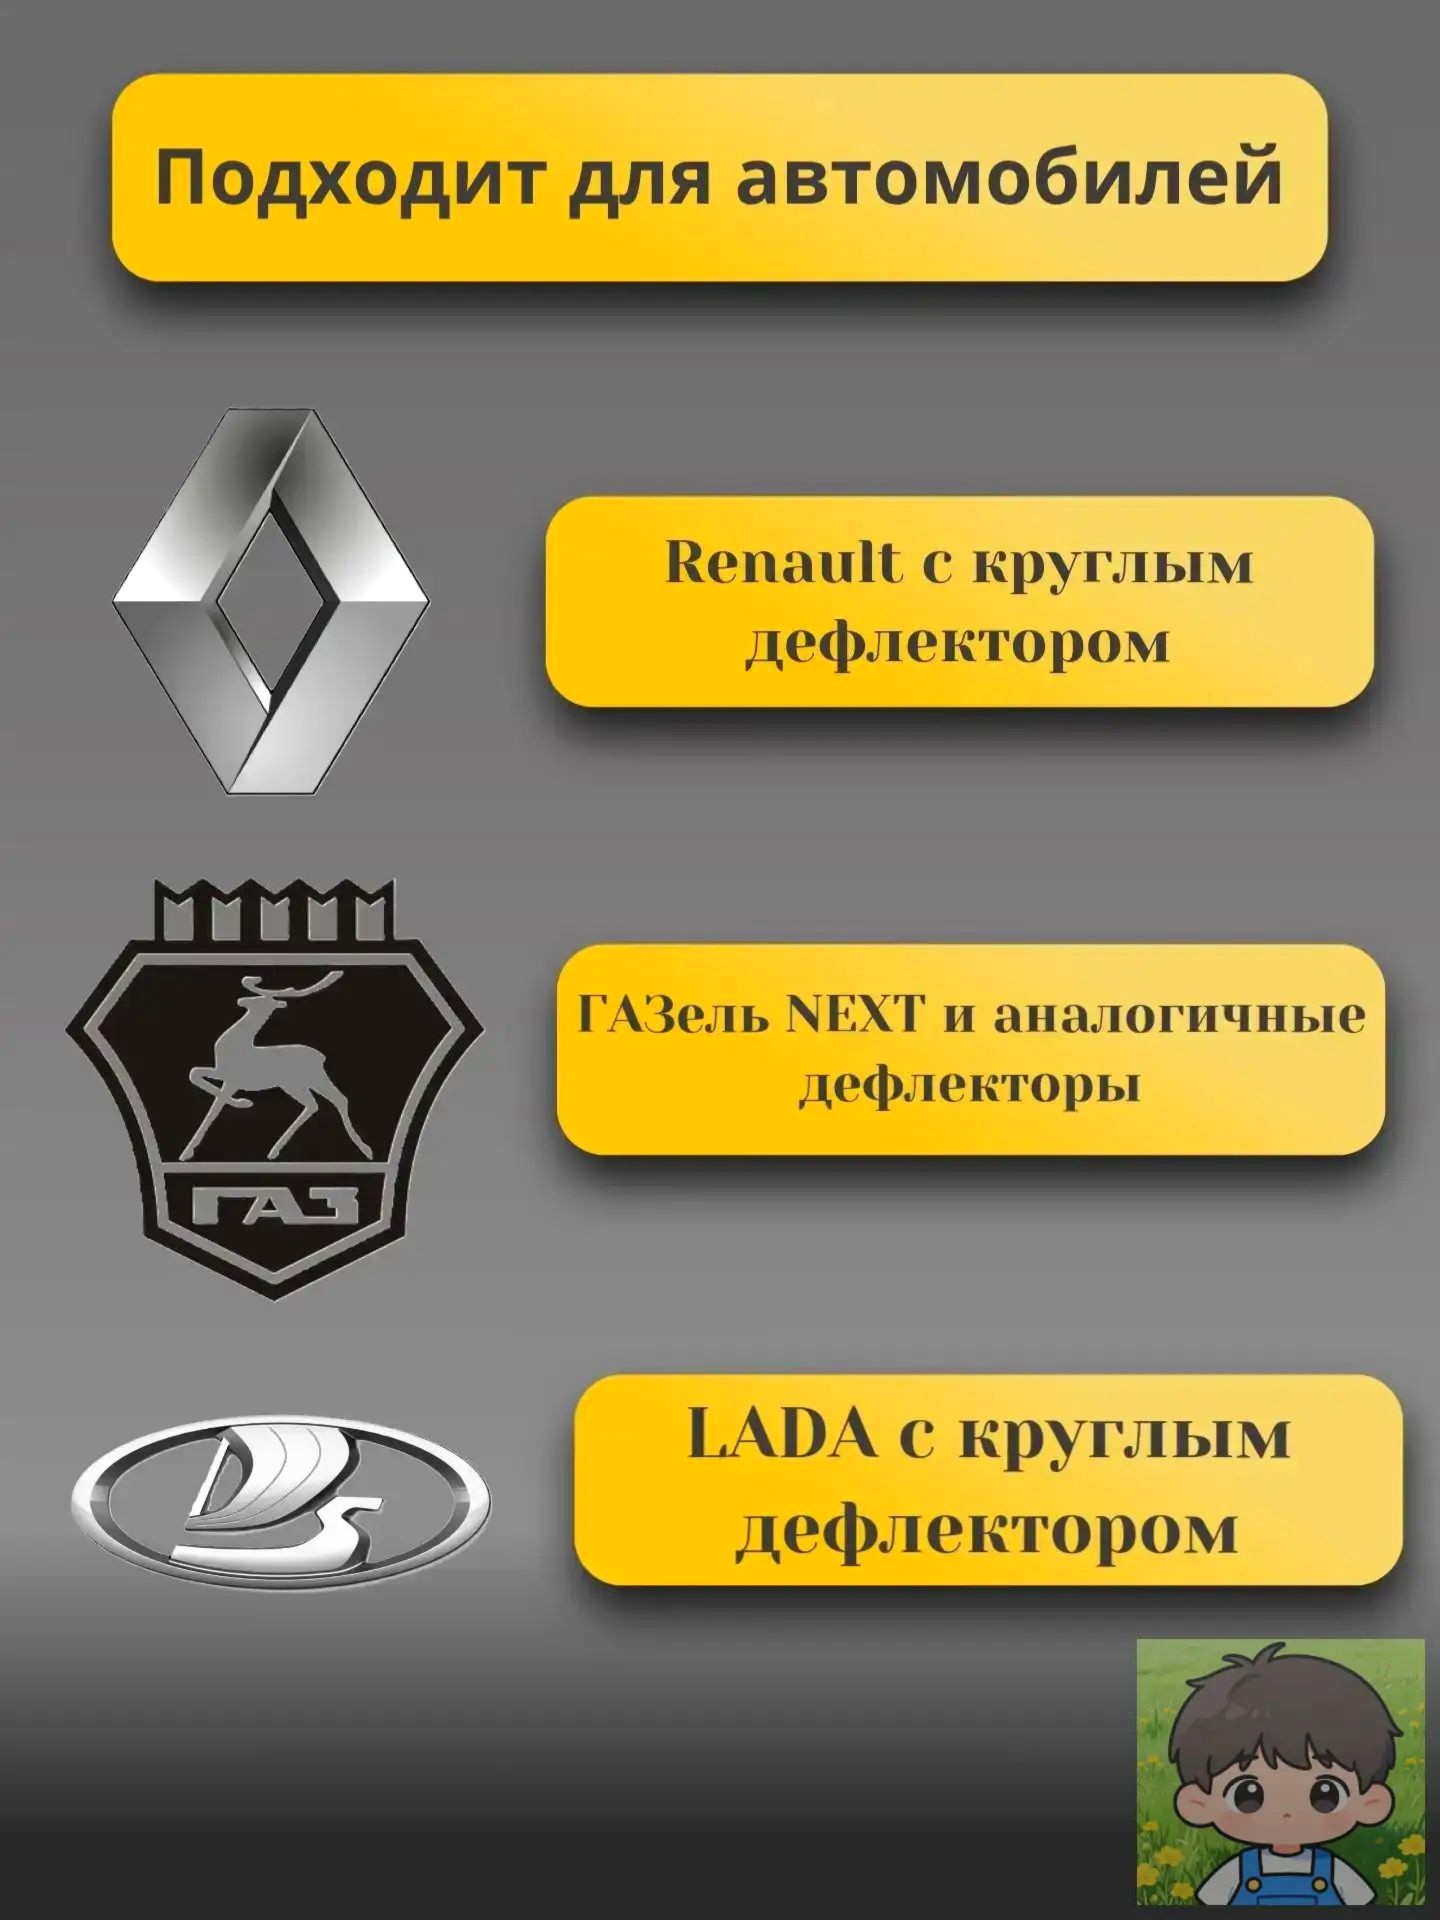 Подходит для автомобилей
Renault с круглым
дефлектором
ГАЗель NEXT и аналогичные
дефлекторы
ГАЗ
LADA с круглым
дефлектором